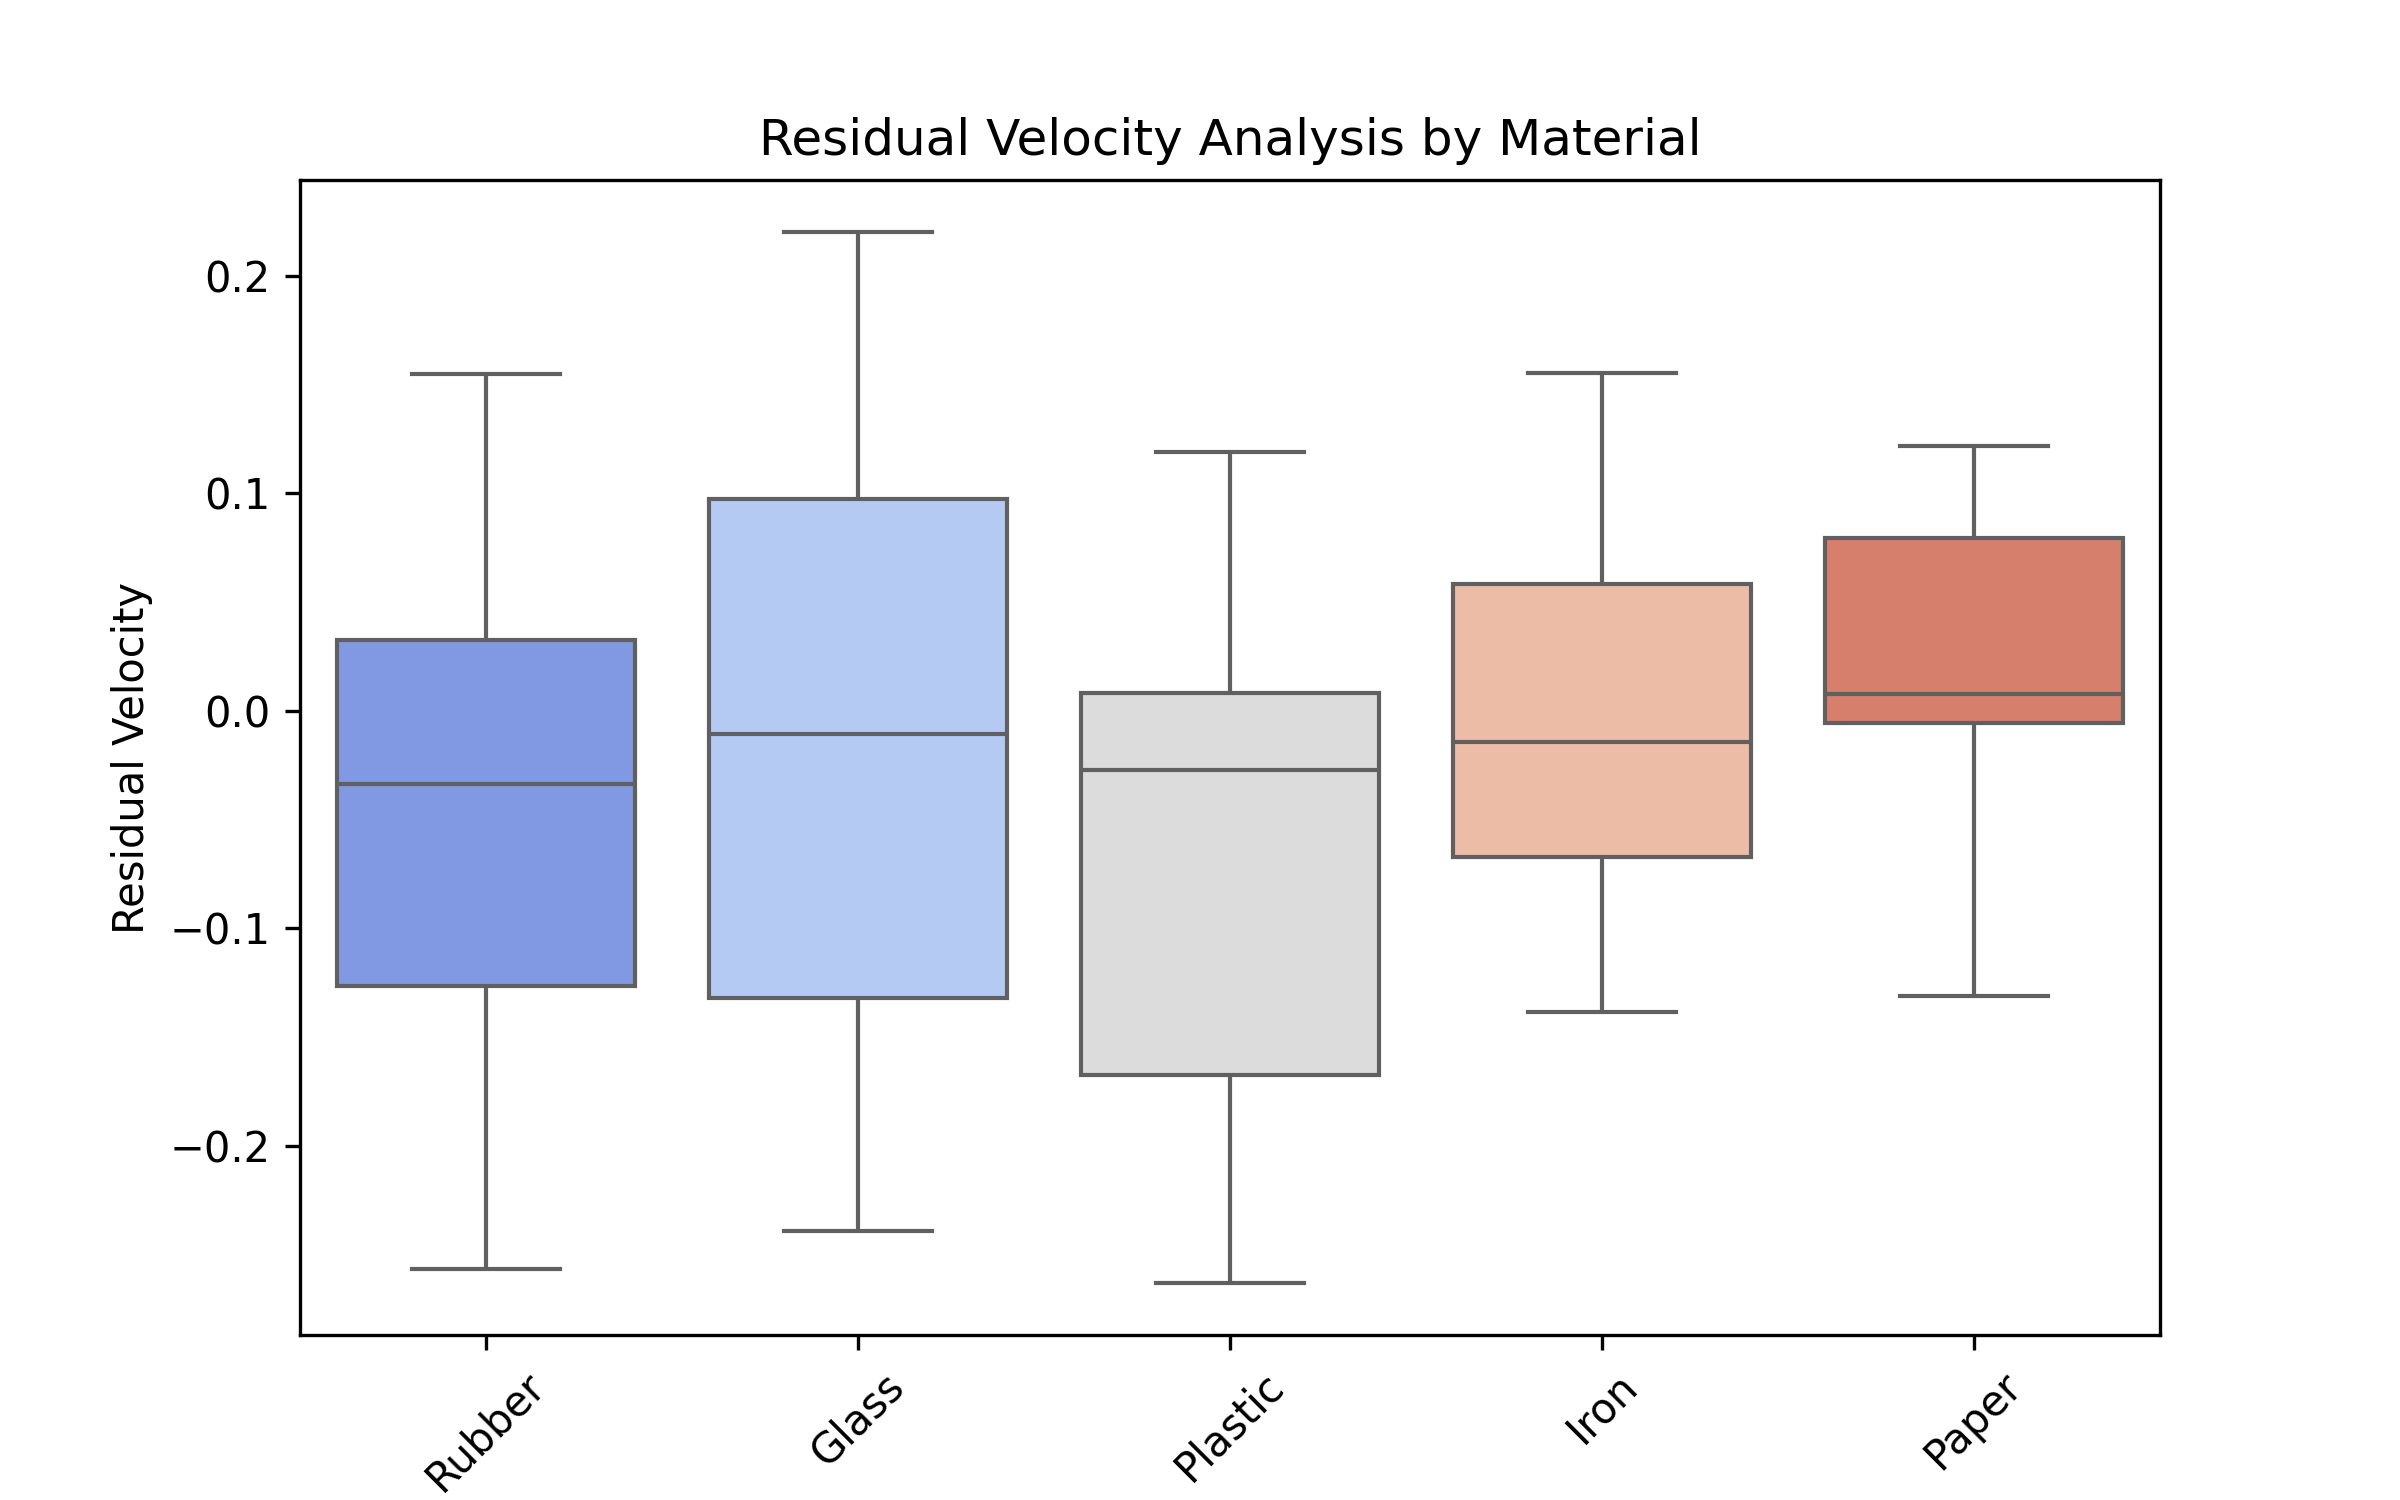 Residual Velocity Analysis by Material
Residual Velocity
0.2
0.1
0.0
−0.1
−0.2
Rubber
Glass
Plastic
Iron
Paper